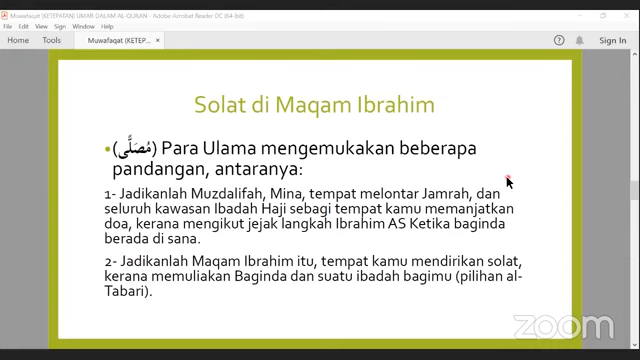 Muwafaqat (KETEPATAN) UMAR DALAM AL-QURAN.pdf - Adobe Acrobat Reader DC (64-bit)
File Edit View Sign Window Help
Home Tools Muwafaqat (KETEP... × Sign In
Solat di Maqam Ibrahim
•(مُصَلًّى) Para Ulama mengemukakan beberapa
pandangan, antaranya:
1- Jadikanlah Muzdalifah, Mina, tempat melontar Jamrah, dan
seluruh kawasan Ibadah Haji sebagi tempat kamu memanjatkan
doa, kerana mengikut jejak langkah Ibrahim AS Ketika baginda
berada di sana.
2- Jadikanlah Maqam Ibrahim itu, tempat kamu mendirikan solat,
kerana memuliakan Baginda dan suatu ibadah bagimu (pilihan al-
Tabari).
zoom